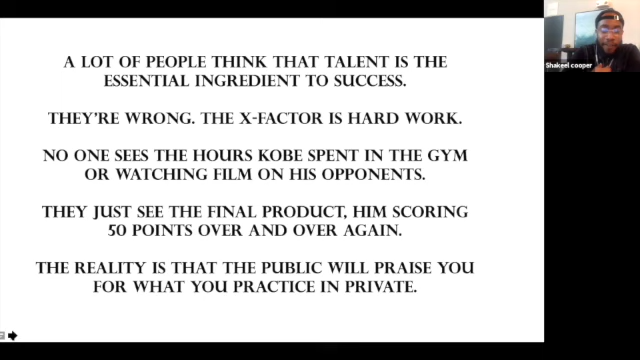 A LOT OF PEOPLE THINK THAT TALENT IS THE
ESSENTIAL INGREDIENT TO SUCCESS.
THEY'RE WRONG. THE X-FACTOR IS HARD WORK.
NO ONE SEES THE HOURS KOBE SPENT IN THE GYM
OR WATCHING FILM ON HIS OPPONENTS.
THEY JUST SEE THE FINAL PRODUCT, HIM SCORING
50 POINTS OVER AND OVER AGAIN.
THE REALITY IS THAT THE PUBLIC WILL PRAISE YOU
FOR WHAT YOU PRACTICE IN PRIVATE.
Shakeel cooper